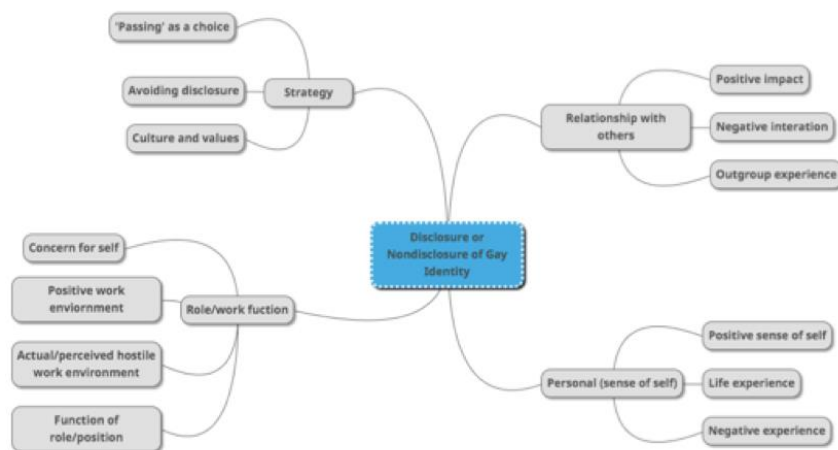 'Passing' as a choice
Avoiding disclosure
Culture and values
Strategy
Relationship with
others
Positive impact
Negative interation
Outgroup experience
Disclosure or
Nondisclosure of Gay
Identity
Concern for self
Positive work
enviornment
Actual/perceived hostile
work environment
Function of
role/position
Role/work fuction
Personal (sense of self)
Positive sense of self
Life experience
Negative experience